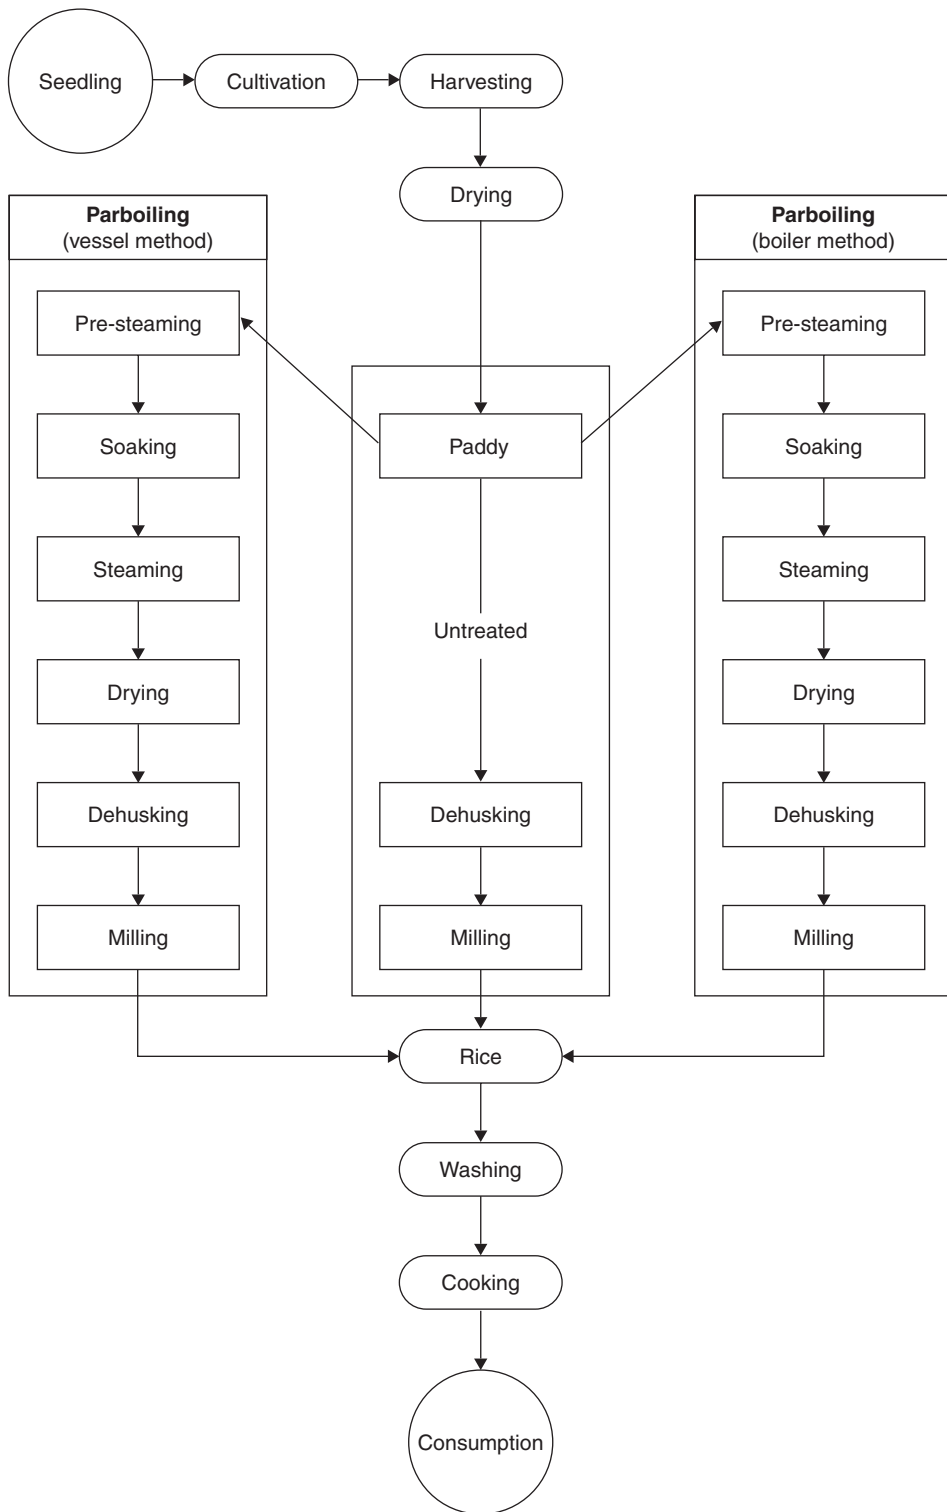 Seedling
Cultivation
Harvesting
Drying
Parboiling
(vessel method)
Pre-steaming
Soaking
Steaming
Drying
Dehusking
Milling
Paddy
Untreated
Dehusking
Milling
Parboiling
(boiler method)
Pre-steaming
Soaking
Steaming
Drying
Dehusking
Milling
Rice
Washing
Cooking
Consumption